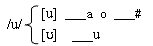 /u/ { [u] ___a o ___#
[ʊ] ___u